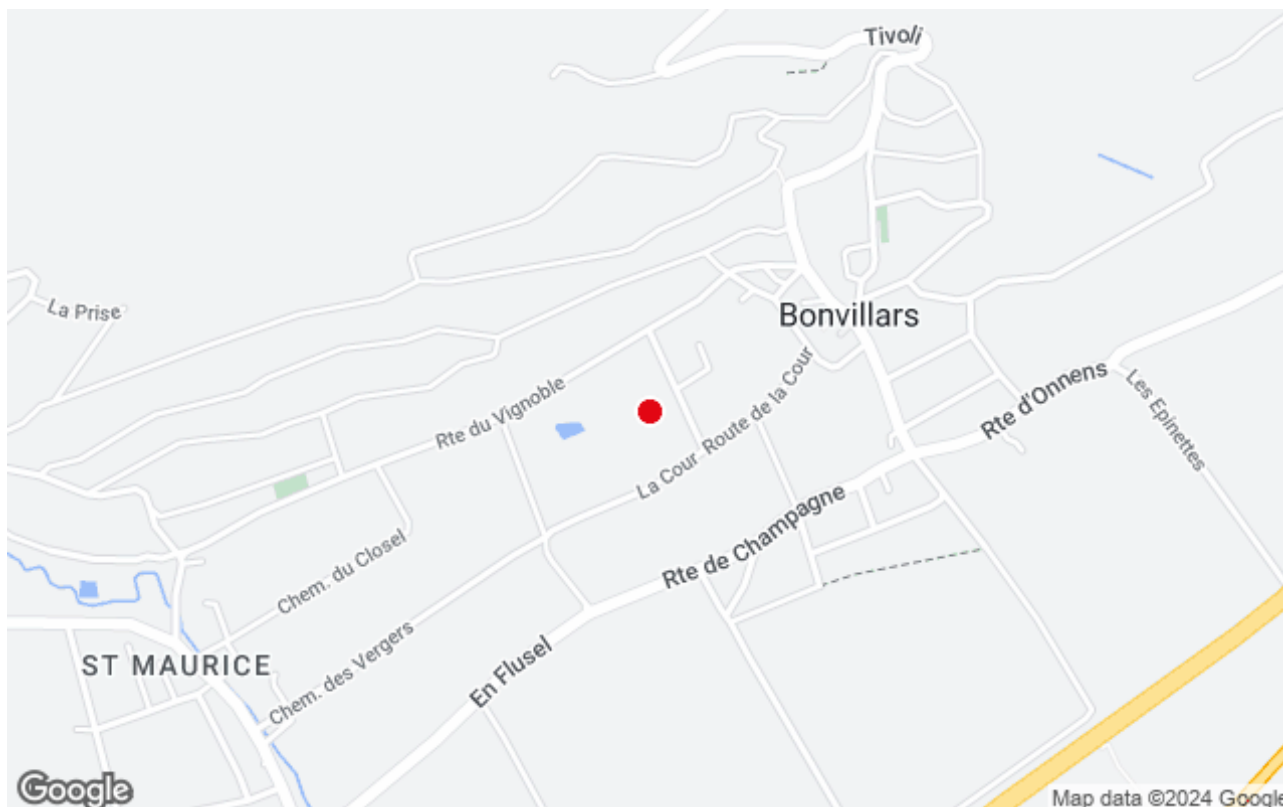 Tivoli
La Prise
Bonvillars
Rte du Vignoble
La Cour
Route de la Cour
Rte d'Onnens
Les Epinettes
Rte de Champagne
Chem. du Closel
Chem. des Vergers
ST MAURICE
En Flusel
Google
Map data ©2024 Google